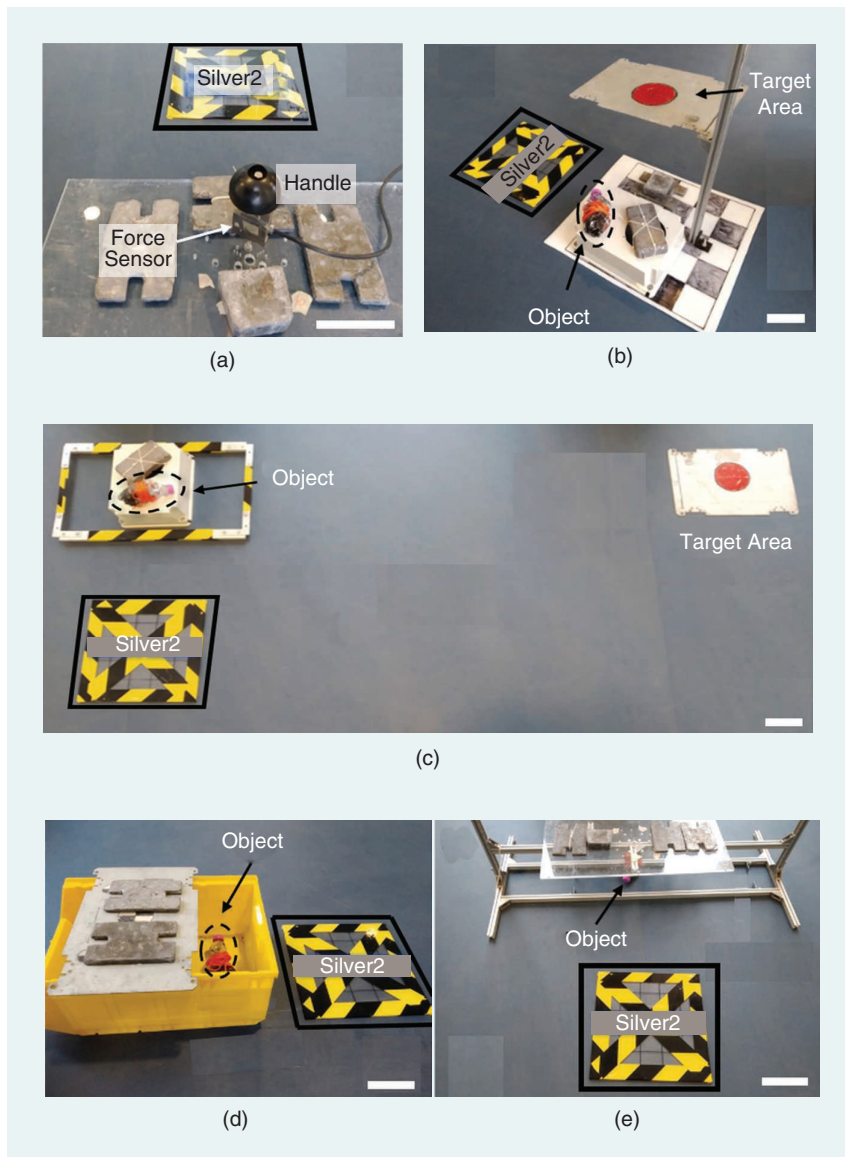 Silver2
Handle
Force
Sensor
(a)
Target
Area
Silver2
Object
(b)
Object
Target Area
Silver2
(c)
Object
Silver2
(d)
Object
Silver2
(e)